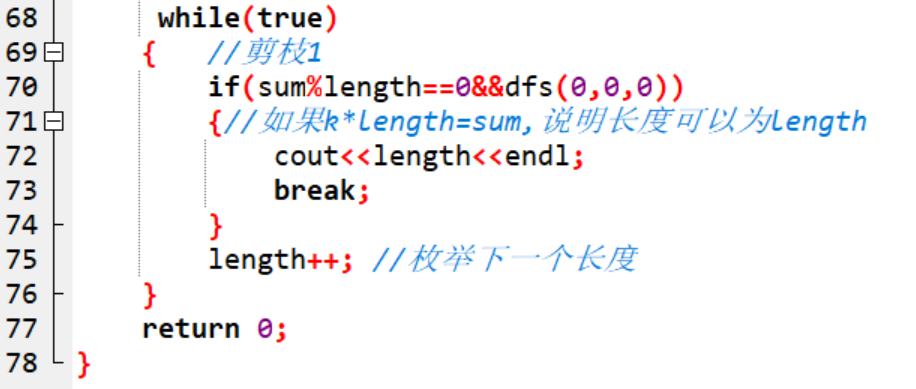 68 while(true)
69 { //剪栈1
70 if(sum%length==0&&dfs(0,0,0))
71 {//如果k*length=sum,说明长度可以为length
72 cout<<length<<endl;
73 break;
74 }
75 length++; //枚举下一个长度
76 }
77 return 0;
78 }